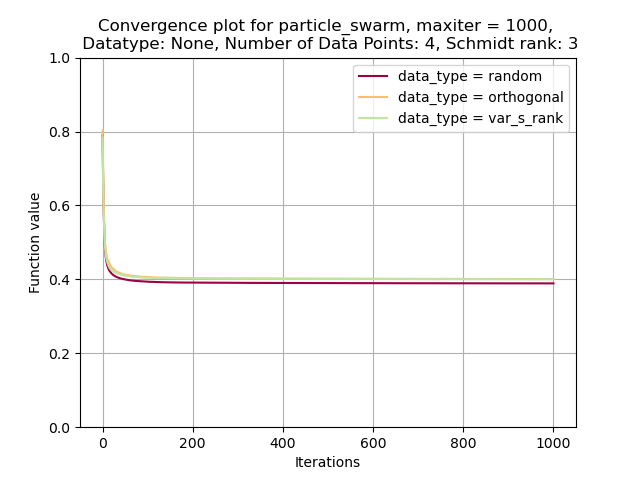 Convergence plot for particle_swarm, maxiter = 1000,
Datatype: None, Number of Data Points: 4, Schmidt rank: 3
1.0
0.8
0.6
0.4
0.2
0.0
Function value
data_type = random
data_type = orthogonal
data_type = var_s_rank
0 200 400 600 800 1000
Iterations